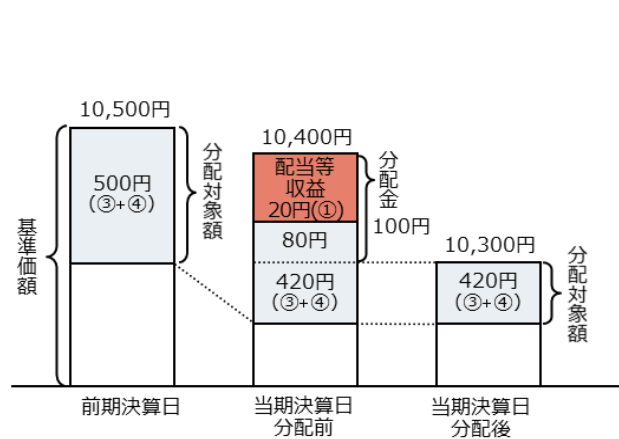 10,500円
500円
(③+④)
分配対象額
基準価額
前期決算日
10,400円
配当等
収益
20円(①)
80円
420円
(③+④)
分配金
100円
当期決算日
分配前
10,300円
420円
(③+④)
分配対象額
当期決算日
分配後